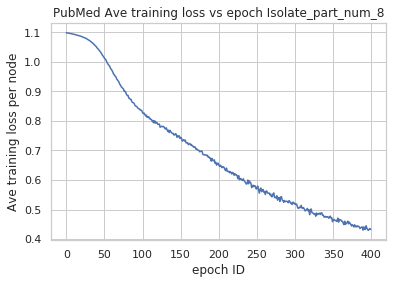 PubMed Ave training loss vs epoch Isolate_part_num_8
1.1
1.0
0.9
0.8
0.7
0.6
0.5
0.4
Ave training loss per node
0 50 100 150 200 250 300 350 400
epoch ID